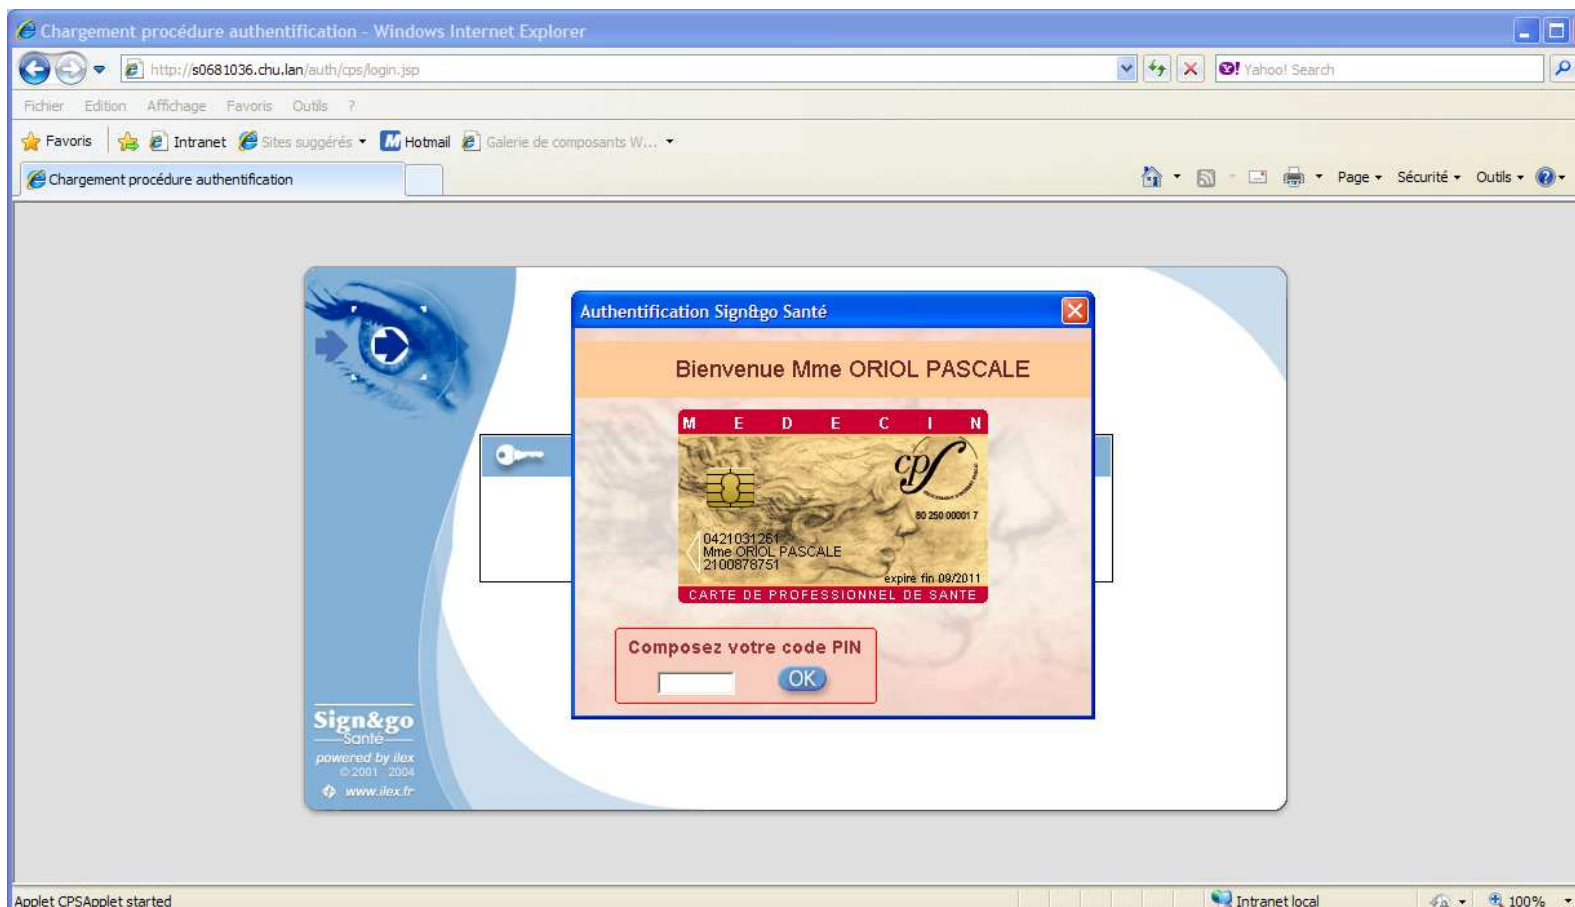 Chargement procédure authentification - Windows Internet Explorer
http://s0681036.chu.lan/auth/cps/login.jsp
Yahoo! Search
Fichier Edition Affichage Favoris Outils ?
Favoris Intranet Sites suggérés Hotmail Galerie de composants W...
Chargement procédure authentification
Page Sécurité Outils
Authentification Sign&go Santé
Bienvenue Mme ORIOL PASCALE
MEDECIN
cps
80 250 00001 7
0421031261
Mme ORIOL PASCALE
2100878751
expire fin 09/2011
CARTE DE PROFESSIONNEL DE SANTE
Composez votre code PIN
OK
Sign&go
Santé
powered by ilex
© 2001 2004
www.ilex.fr
Applet CPSApplet started
Intranet local
100%